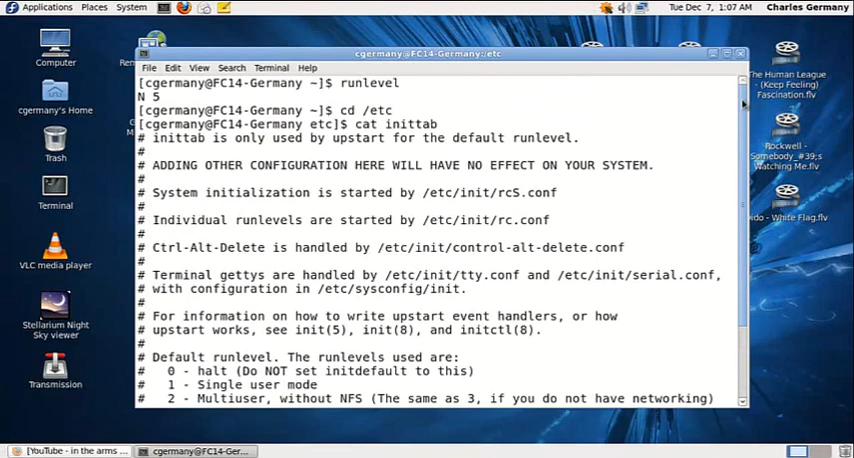 Applications Places System
Tue Dec 7, 1:07 AM Charles Germany
cgermany@FC14-Germany:/etc
File Edit View Search Terminal Help
[cgermany@FC14-Germany ~]$ runlevel
N 5
[cgermany@FC14-Germany ~]$ cd /etc
[cgermany@FC14-Germany etc]$ cat inittab
# inittab is only used by upstart for the default runlevel.
#
# ADDING OTHER CONFIGURATION HERE WILL HAVE NO EFFECT ON YOUR SYSTEM.
#
# System initialization is started by /etc/init/rcS.conf
#
# Individual runlevels are started by /etc/init/rc.conf
#
# Ctrl-Alt-Delete is handled by /etc/init/control-alt-delete.conf
#
# Terminal gettys are handled by /etc/init/tty.conf and /etc/init/serial.conf,
# with configuration in /etc/sysconfig/init.
#
# For information on how to write upstart event handlers, or how
# upstart works, see init(5), init(8), and initctl(8).
#
# Default runlevel. The runlevels used are:
#   0 - halt (Do NOT set initdefault to this)
#   1 - Single user mode
#   2 - Multiuser, without NFS (The same as 3, if you do not have networking)
Computer
cgermany's Home
Trash
Terminal
VLC media player
Stellarium Night
Sky viewer
Transmission
The Human League
- (Keep Feeling)
Fascination.flv
Rockwell -
Somebody_#39;s
Watching Me.flv
Dido - White Flag.flv
[YouTube - in the arms ...
cgermany@FC14-Ger...